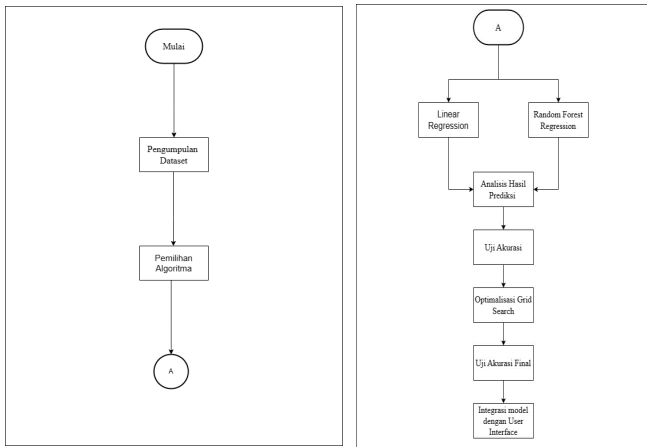 Mulai
Pengumpulan
Dataset
Pemilihan
Algoritma
A
A
Linear
Regression
Random Forest
Regression
Analisis Hasil
Prediksi
Uji Akurasi
Optimalisasi Grid
Search
Uji Akurasi Final
Integrasi model
dengan User
Interface